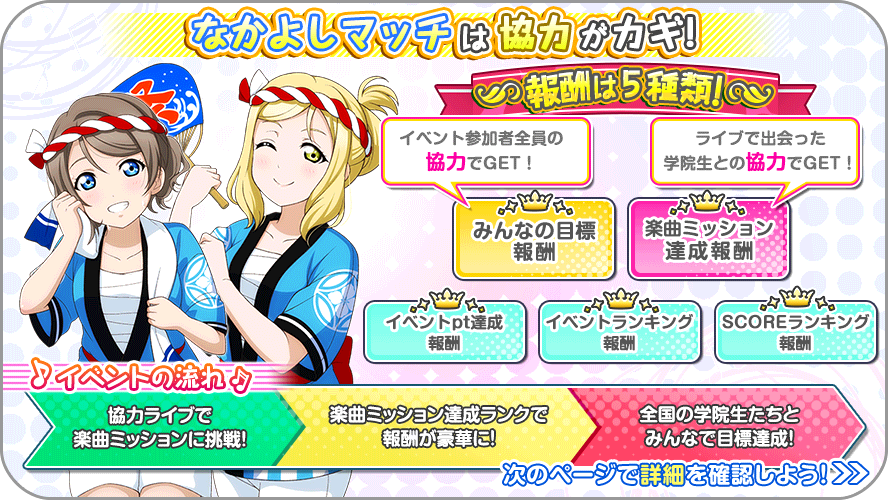 なかよしマッチは協力がカギ!
報酬は5種類!
イベント参加者全員の
協力でGET!
ライブで出会った
学院生との協力でGET!
みんなの目標
報酬
楽曲ミッション
達成報酬
イベントpt達成
報酬
イベントランキング
報酬
SCOREランキング
報酬
♪イベントの流れ♪
協力ライブで
楽曲ミッションに挑戦!
楽曲ミッション達成ランクで
報酬が豪華に!
全国の学院生たちと
みんなで目標達成!
次のページで詳細を確認しよう!>>